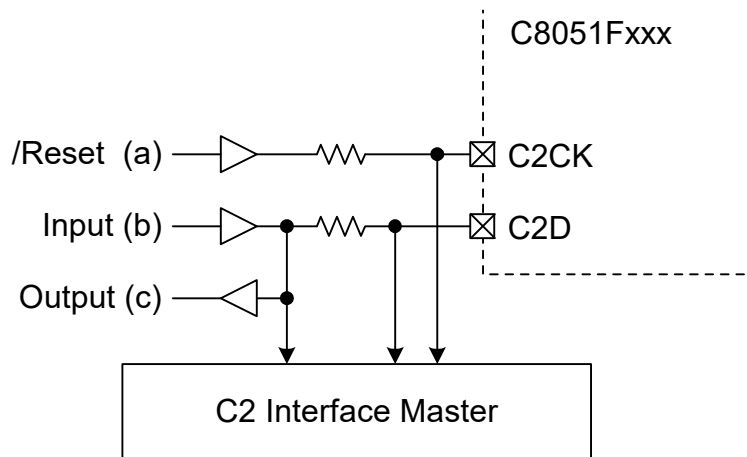 C8051Fxxx
/Reset (a)
C2CK
Input (b)
C2D
Output (c)
C2 Interface Master